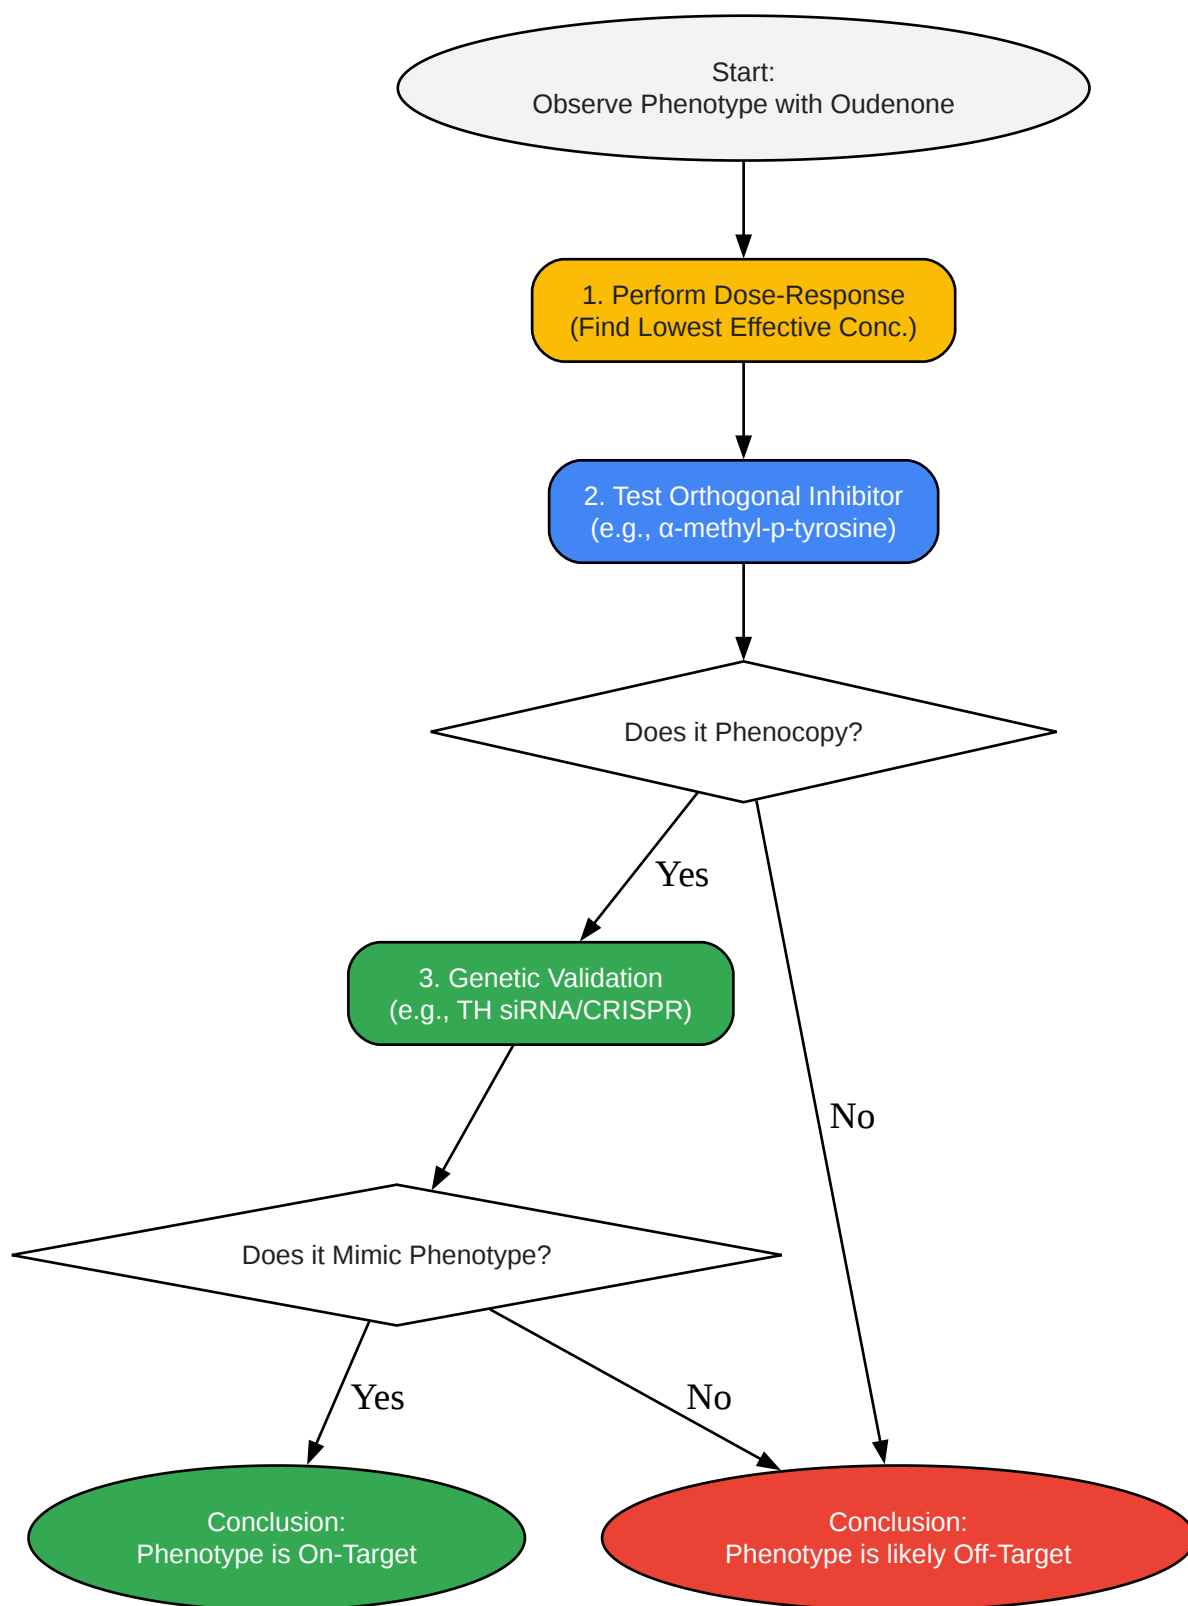 Start:
Observe Phenotype with Oudenone
1. Perform Dose-Response
(Find Lowest Effective Conc.)
2. Test Orthogonal Inhibitor
(e.g., α-methyl-p-tyrosine)
Does it Phenocopy?
Yes
3. Genetic Validation
(e.g., TH siRNA/CRISPR)
No
Does it Mimic Phenotype?
Yes
No
Conclusion:
Phenotype is On-Target
Conclusion:
Phenotype is likely Off-Target